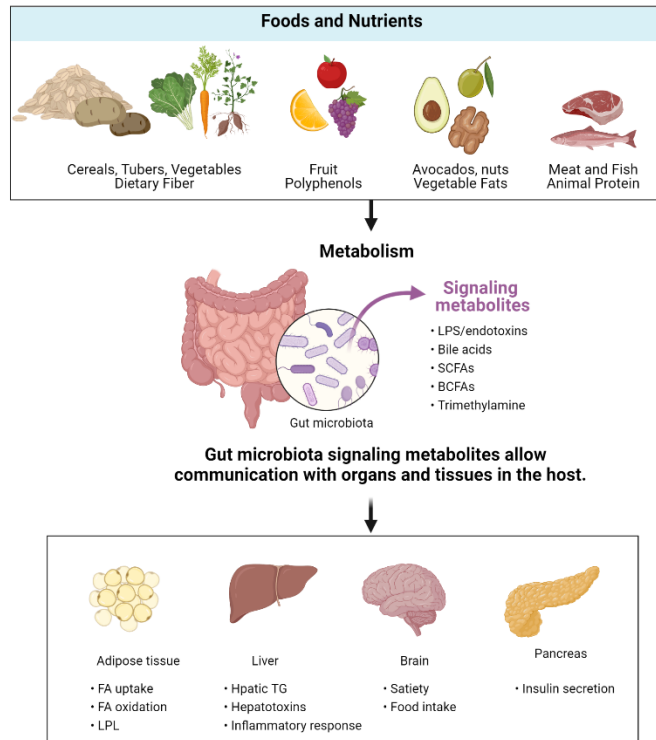 Foods and Nutrients
Cereals, Tubers, Vegetables
Dietary Fiber
Fruit
Polyphenols
Avocados, nuts
Vegetable Fats
Meat and Fish
Animal Protein
Metabolism
Signaling
metabolites
• LPS/endotoxins
• Bile acids
• SCFAs
• BCFAs
• Trimethylamine
Gut microbiota
Gut microbiota signaling metabolites allow
communication with organs and tissues in the host.
Adipose tissue
• FA uptake
• FA oxidation
• LPL
Liver
• Hpatic TG
• Hepatotoxins
• Inflammatory response
Brain
• Satiety
• Food intake
Pancreas
• Insulin secretion